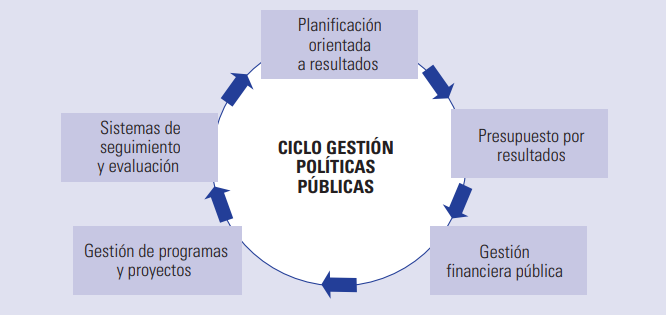 Planificación
orientada
a resultados
Sistemas de
seguimiento
y evaluación
CICLO GESTIÓN
POLÍTICAS
PÚBLICAS
Presupuesto por
resultados
Gestión de programas
y proyectos
Gestión
financiera pública